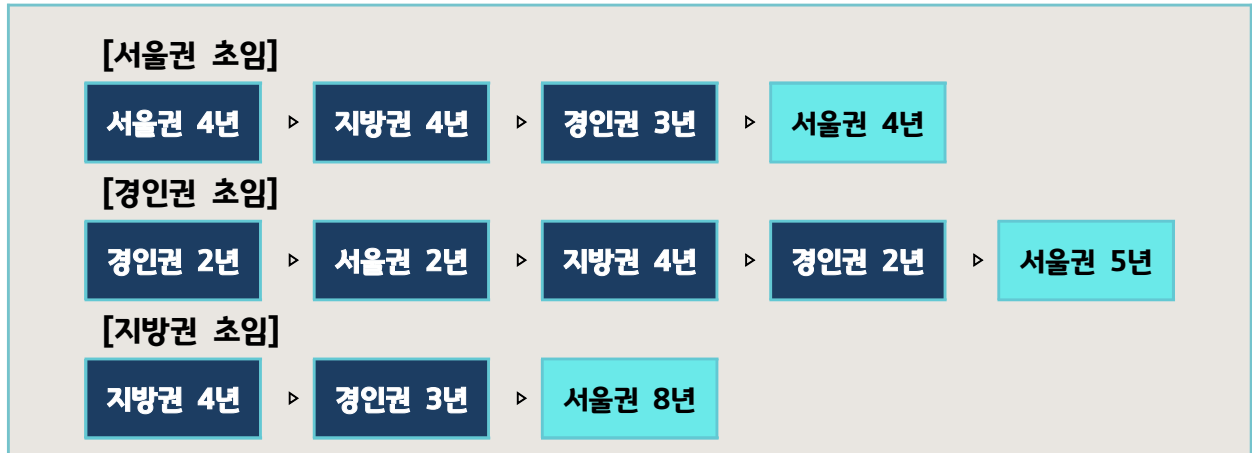 [서울권 초임]
서울권 4년 ▹ 지방권 4년 ▹ 경인권 3년 ▹ 서울권 4년
[경인권 초임]
경인권 2년 ▹ 서울권 2년 ▹ 지방권 4년 ▹ 경인권 2년 ▹ 서울권 5년
[지방권 초임]
지방권 4년 ▹ 경인권 3년 ▹ 서울권 8년